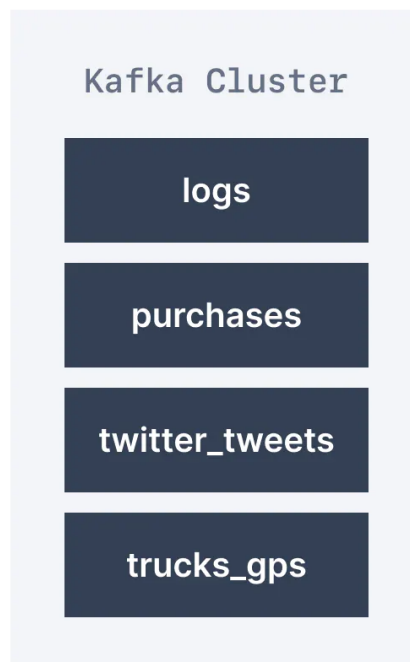 Kafka Cluster
logs
purchases
twitter_tweets
trucks_gps